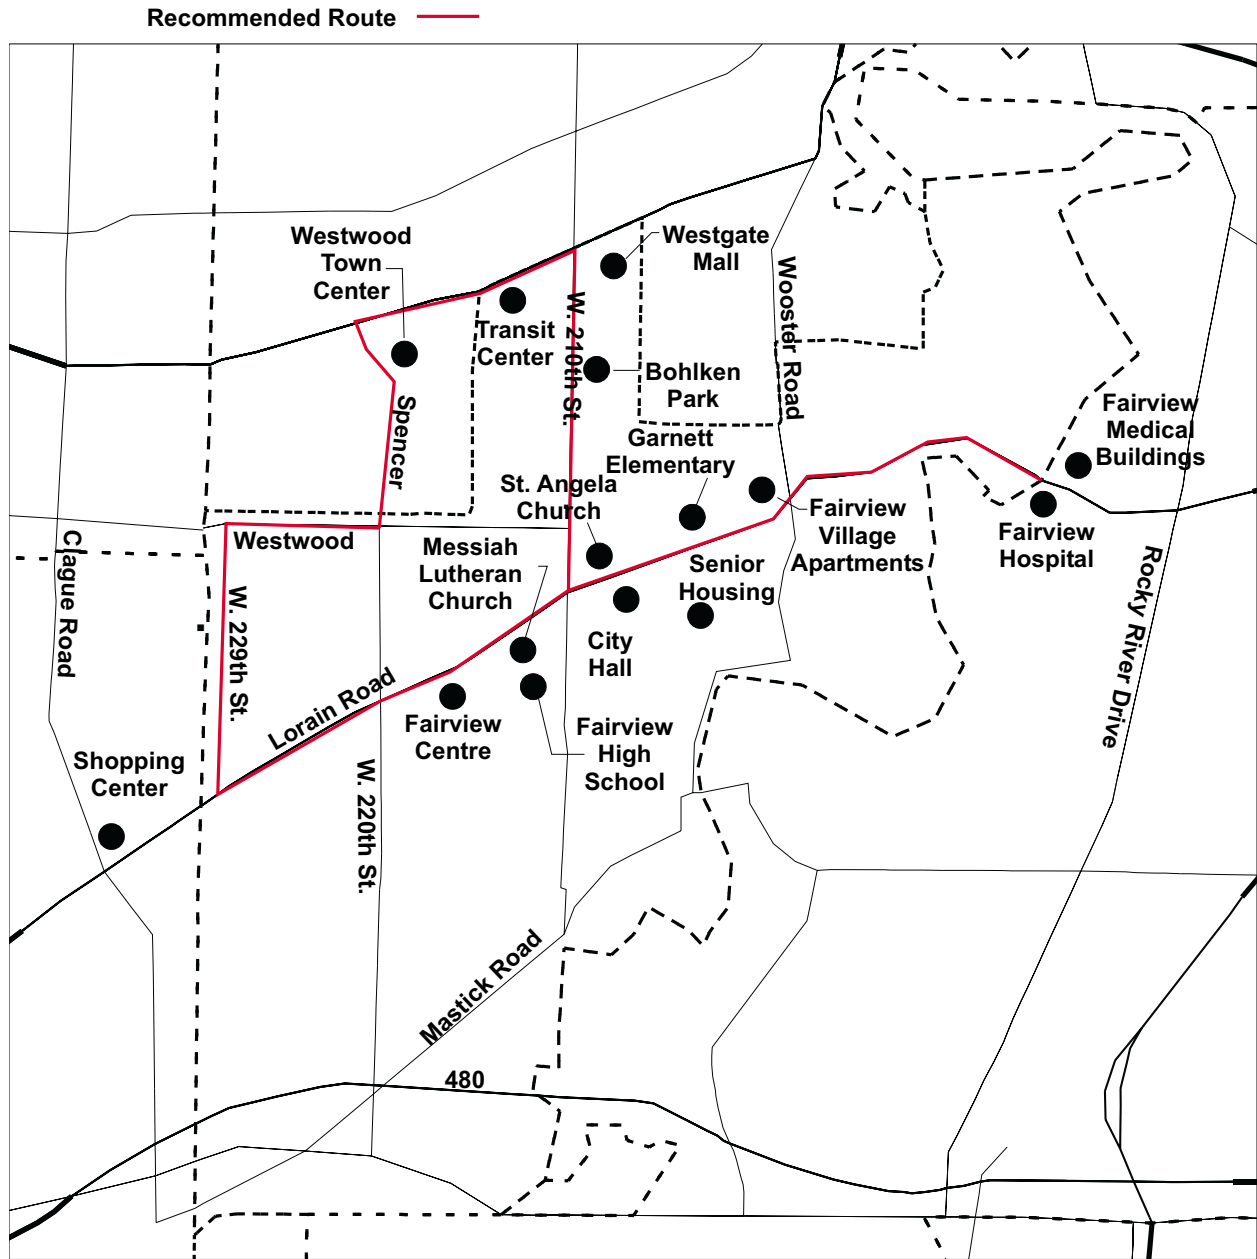 Recommended Route
Westwood
Town
Center
Westgate
Mall
Transit
Center
W. 210th St.
Wooster Road
Bohlken
Park
Spencer
Garnett
Elementary
Fairview
Medical
Buildings
St. Angela
Church
Fairview
Village
Apartments
Fairview
Hospital
Westwood
Clague Road
Messiah
Lutheran
Church
Senior
Housing
Rocky River Drive
W. 229th St.
City
Hall
Lorain Road
Fairview
Centre
Fairview
High
School
Shopping
Center
W. 220th St.
Mastick Road
480